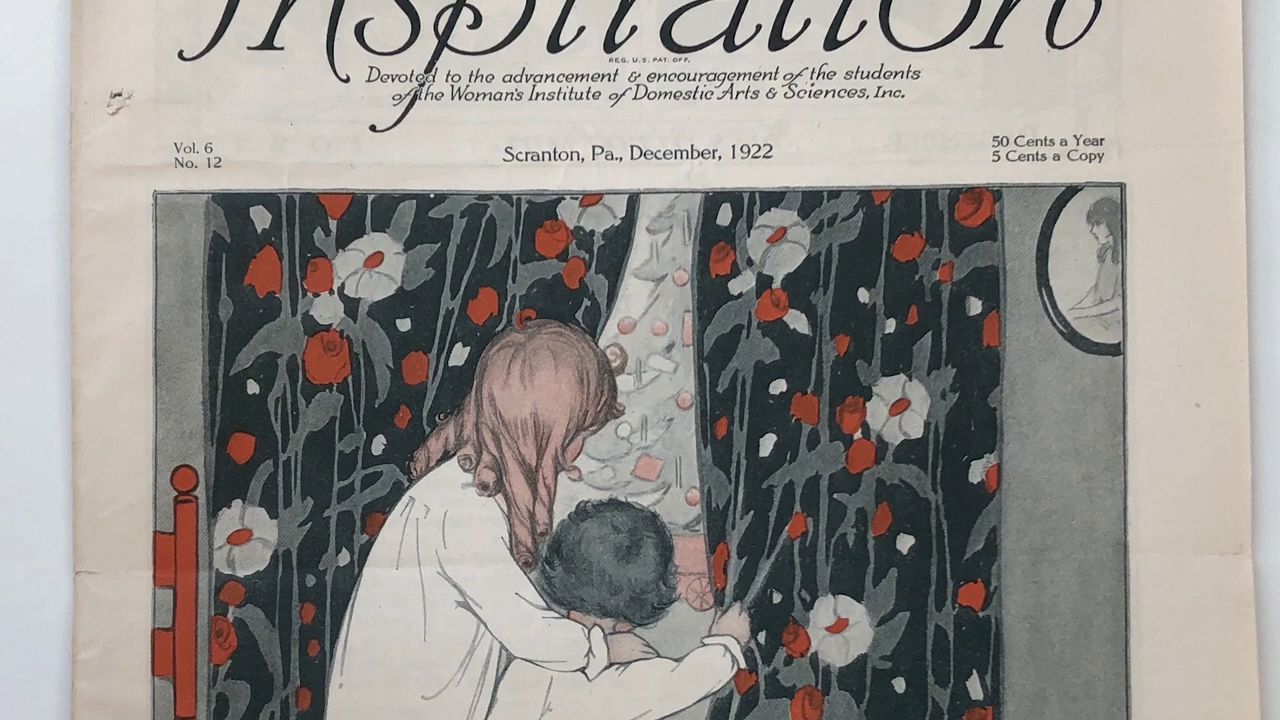 Inspiration
REG. U.S. PAT. OFF.
Devoted to the advancement & encouragement of the students
of the Woman's Institute of Domestic Arts & Sciences, Inc.
Vol. 6
No. 12
Scranton, Pa., December, 1922
50 Cents a Year
5 Cents a Copy